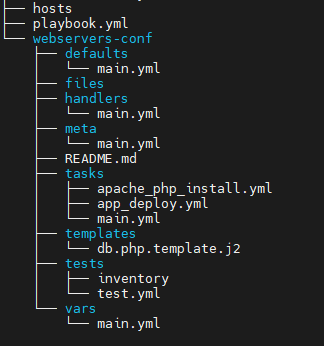 ├── hosts
├── playbook.yml
└── webservers-conf
    ├── defaults
    │   └── main.yml
    ├── files
    ├── handlers
    │   └── main.yml
    ├── meta
    │   └── main.yml
    ├── README.md
    ├── tasks
    │   ├── apache_php_install.yml
    │   ├── app_deploy.yml
    │   └── main.yml
    ├── templates
    │   └── db.php.template.j2
    ├── tests
    │   ├── inventory
    │   └── test.yml
    └── vars
        └── main.yml